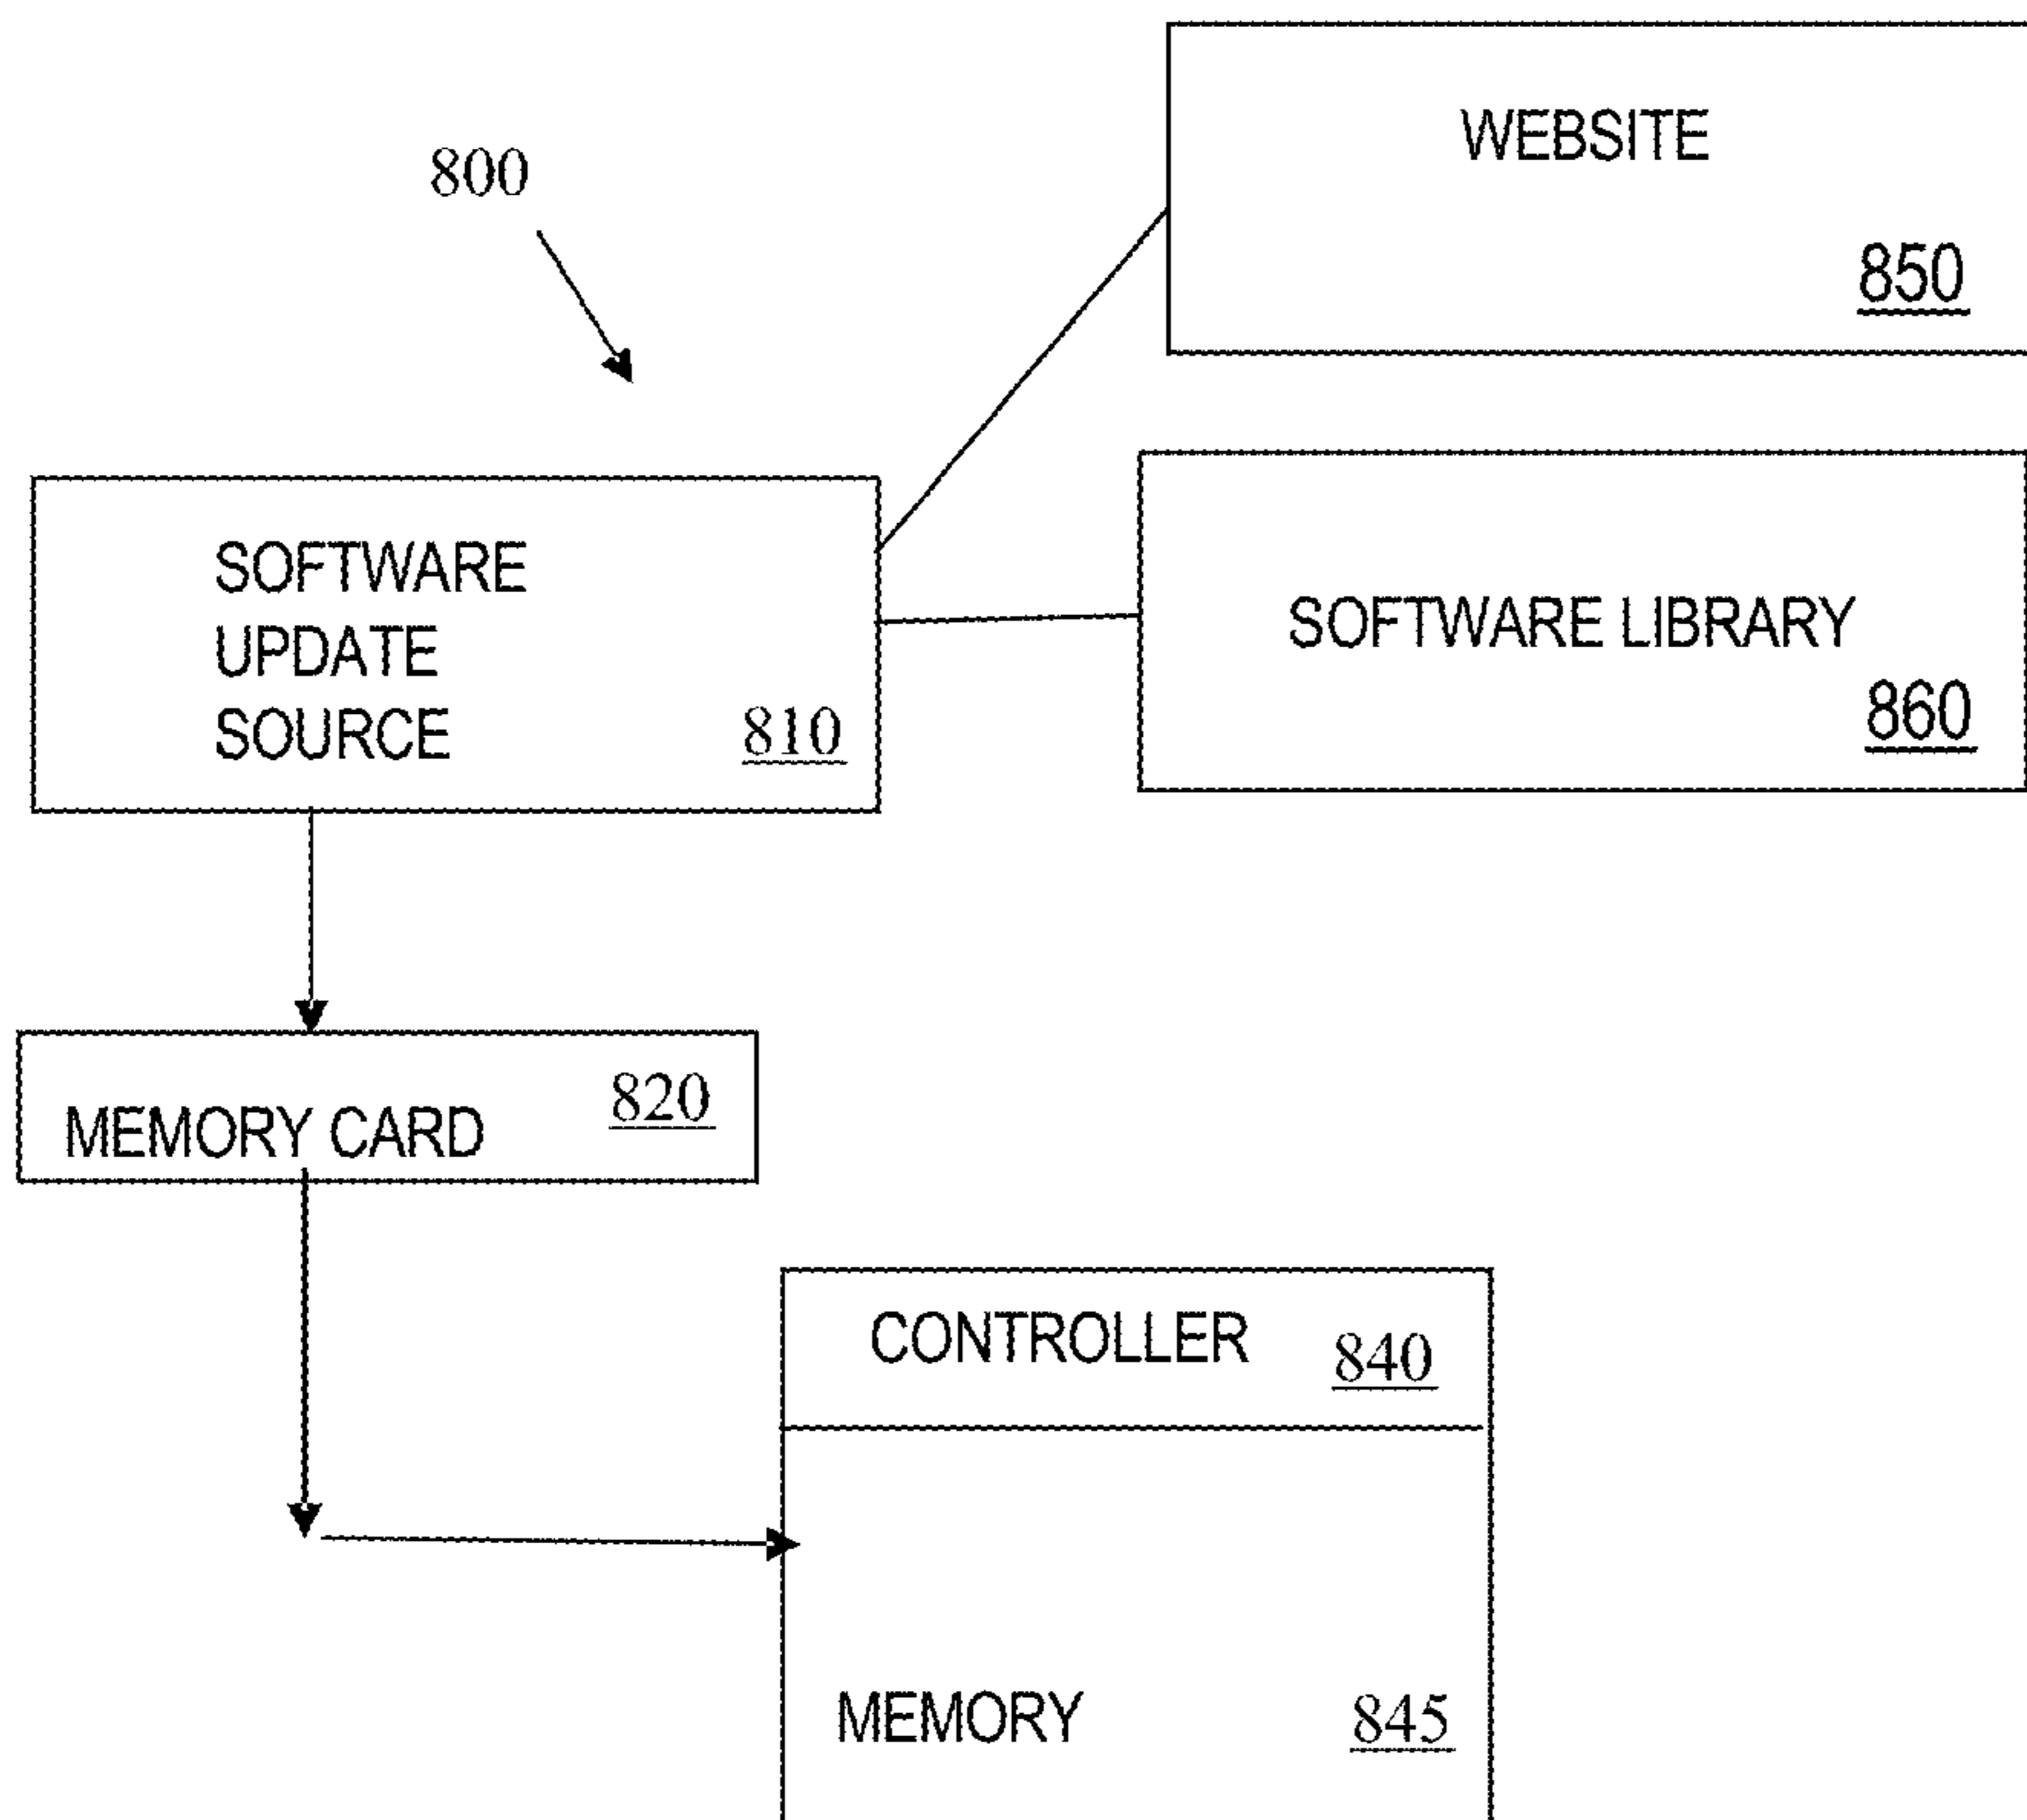 WEBSITE
850
800
SOFTWARE
UPDATE
SOURCE
810
SOFTWARE LIBRARY
860
MEMORY CARD
820
CONTROLLER
840
MEMORY
845